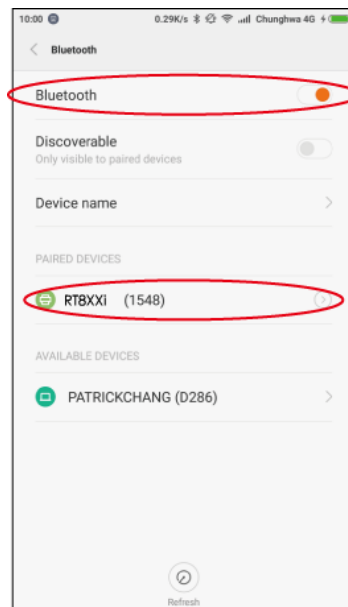 10:00 0.29K/s Chunghwa 4G
Bluetooth
Bluetooth
Discoverable
Only visible to paired devices
Device name
PAIRED DEVICES
RT8XXi (1548)
AVAILABLE DEVICES
PATRICKCHANG (D286)
Refresh